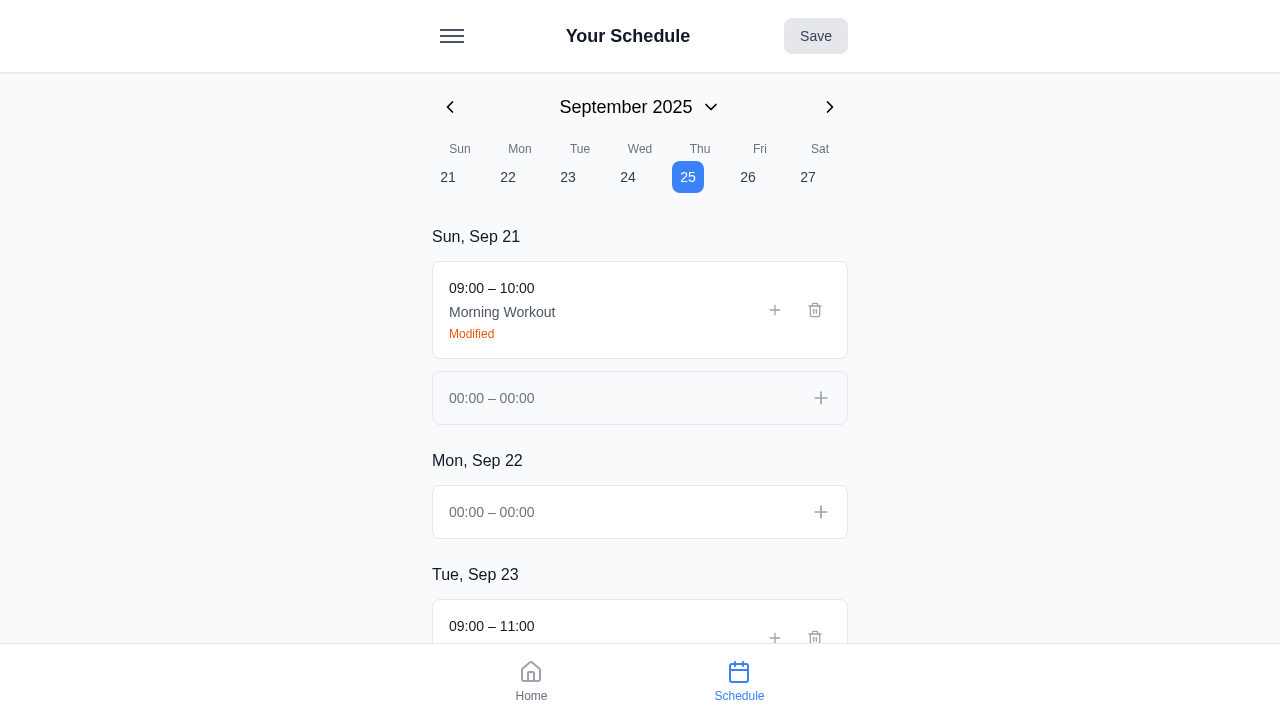 Your Schedule
Save
September 2025
Sun Mon Tue Wed Thu Fri Sat
21 22 23 24 25 26 27
Sun, Sep 21
09:00 – 10:00
Morning Workout
Modified
00:00 – 00:00
Mon, Sep 22
00:00 – 00:00
Tue, Sep 23
09:00 – 11:00
Home
Schedule